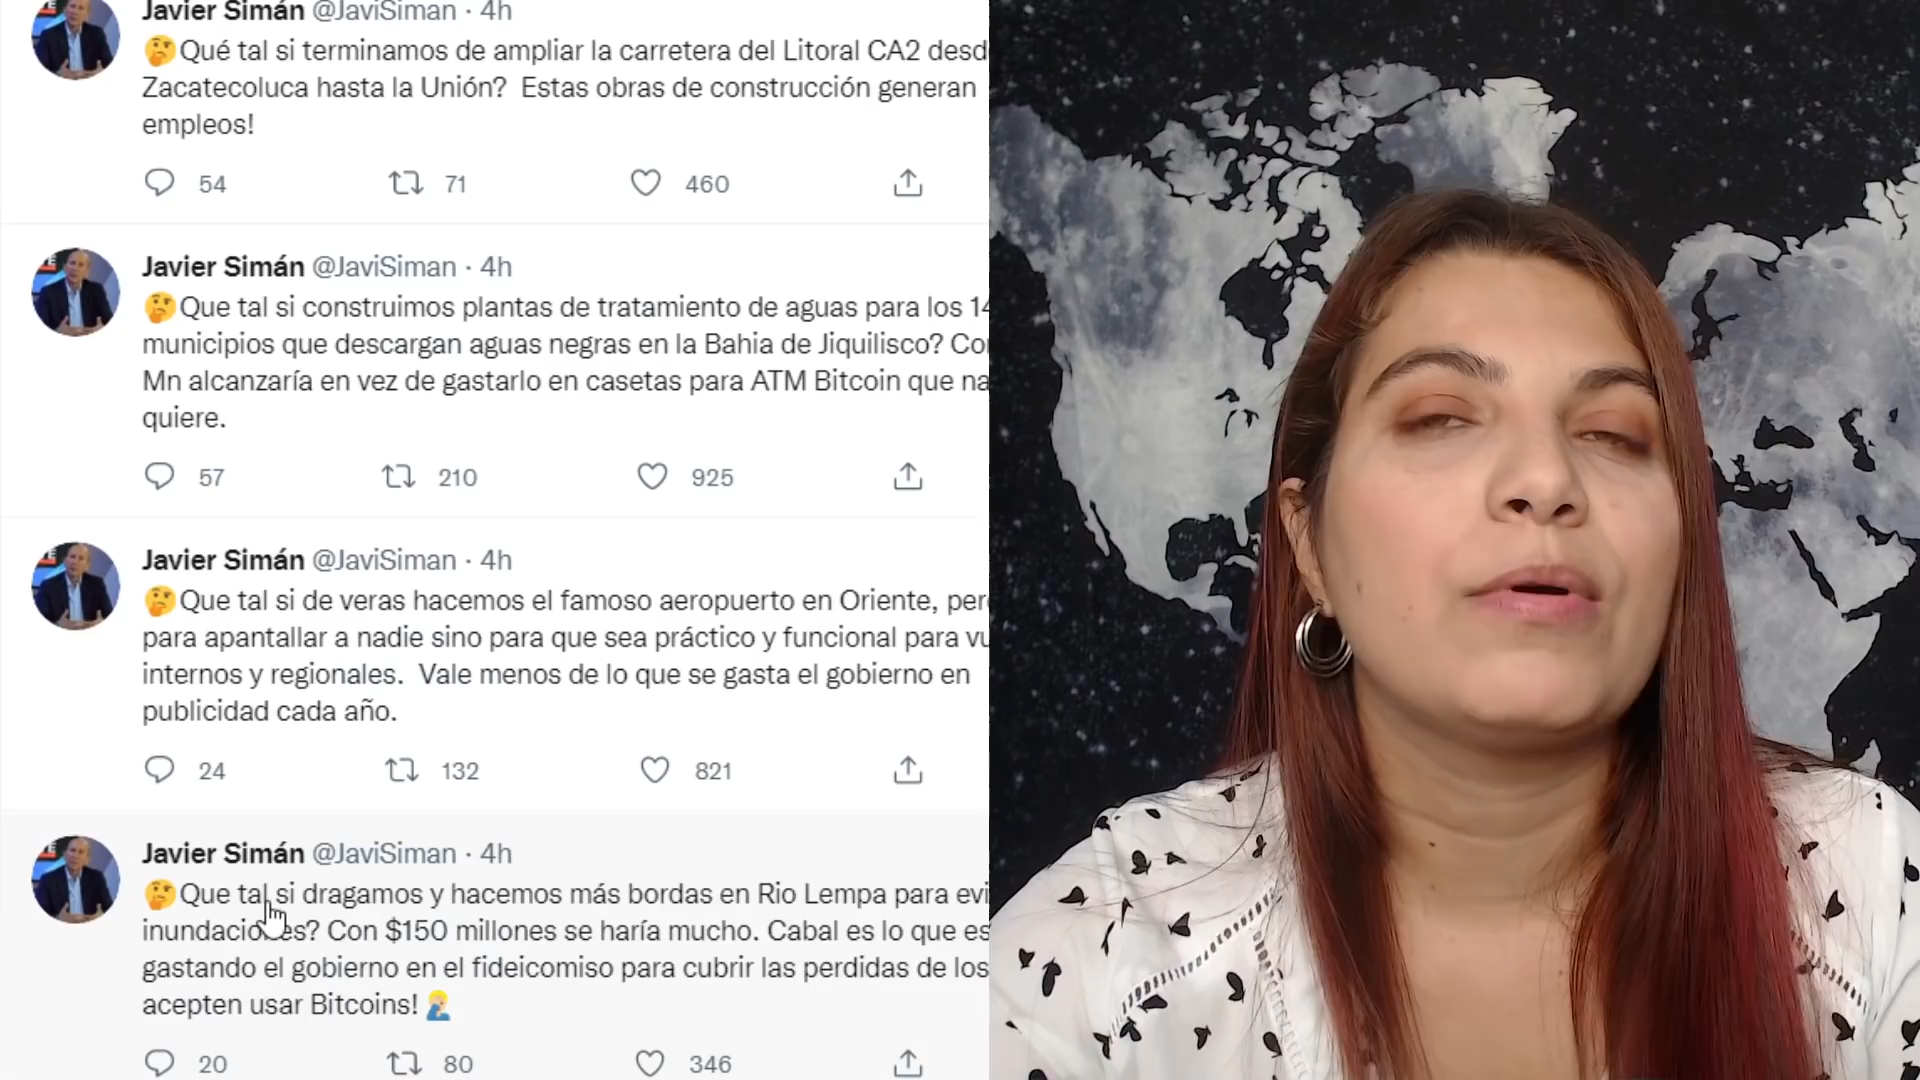 Javier Simán @JaviSiman · 4h
🤔Qué tal si terminamos de ampliar la carretera del Litoral CA2
Zacatecoluca hasta la Unión? Estas obras de construcción generan
empleos!
54 71 460
Javier Simán @JaviSiman · 4h
🤔Que tal si construimos plantas de tratamiento de aguas para los
municipios que descargan aguas negras en la Bahia de Jiquilisco?
Mn alcanzaría en vez de gastarlo en casetas para ATM Bitcoin que
quiere.
57 210 925
Javier Simán @JaviSiman · 4h
🤔Que tal si de veras hacemos el famoso aeropuerto en Oriente,
para apantallar a nadie sino para que sea práctico y funcional para
internos y regionales. Vale menos de lo que se gasta el gobierno en
publicidad cada año.
24 132 821
Javier Simán @JaviSiman · 4h
🤔Que tal si dragamos y hacemos más bordas en Rio Lempa para
inundaciones? Con $150 millones se haría mucho. Cabal es lo que
gastando el gobierno en el fideicomiso para cubrir las perdidas de los
acepten usar Bitcoins! 🤦🏼‍♂️
20 80 346